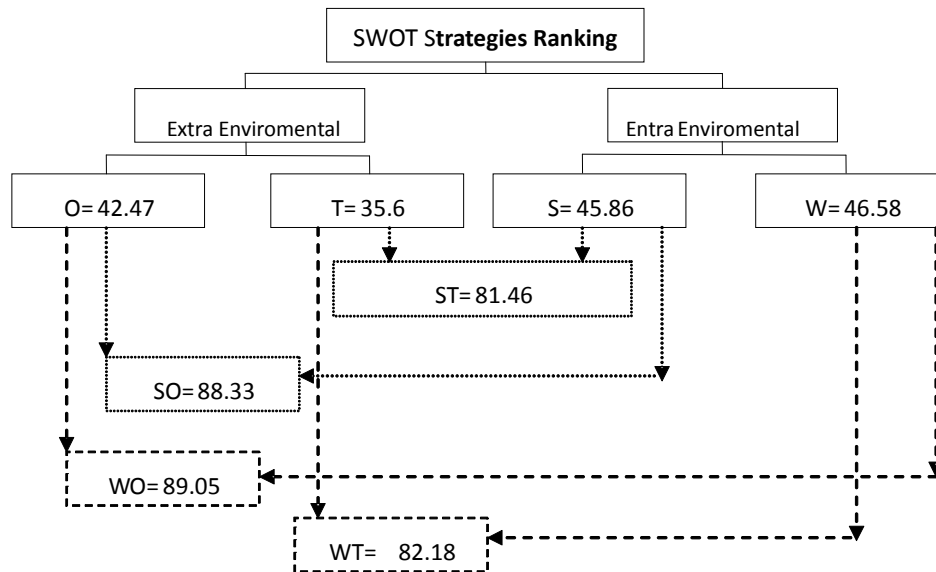 SWOT Strategies Ranking
Extra Enviromental
Entra Enviromental
O= 42.47
T= 35.6
S= 45.86
W= 46.58
ST= 81.46
SO= 88.33
WO= 89.05
WT= 82.18